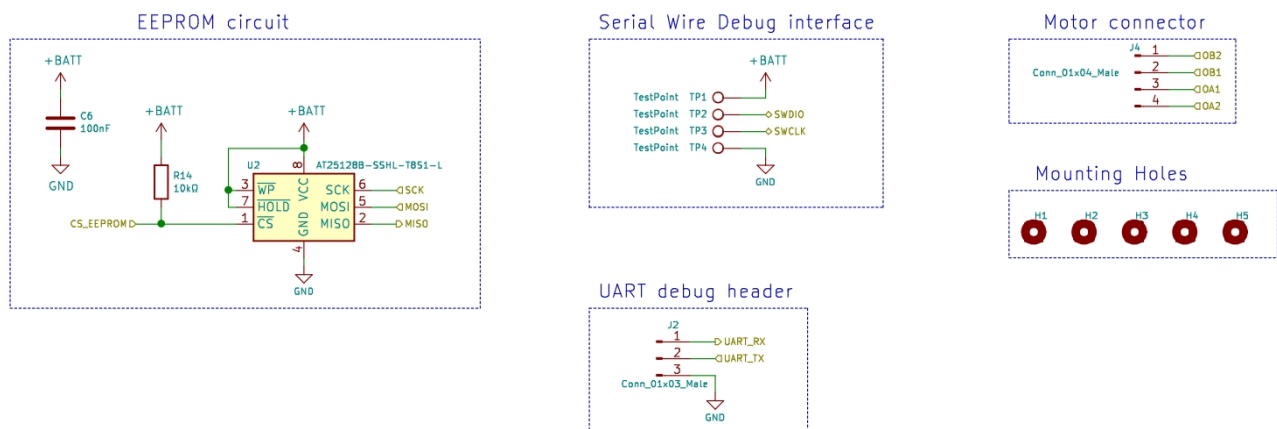 EEPROM circuit
+BATT
C6
100nF
GND
+BATT
R14
10kΩ
CS_EEPROM
+BATT
U2
AT25128B-SSHL-T8S1-L
8
3 WP
7 HOLD
1 CS
VCC
GND
SCK 6 SCK
MOSI 5 MOSI
MISO 2 MISO
4
GND
Serial Wire Debug interface
+BATT
TestPoint TP1
TestPoint TP2 SWDIO
TestPoint TP3 SWCLK
TestPoint TP4
GND
UART debug header
J2
1 UART_RX
2 UART_TX
3
Conn_01x03_Male
GND
Motor connector
J4
Conn_01x04_Male
1 OB2
2 OB1
3 OA1
4 OA2
Mounting Holes
H1 H2 H3 H4 H5